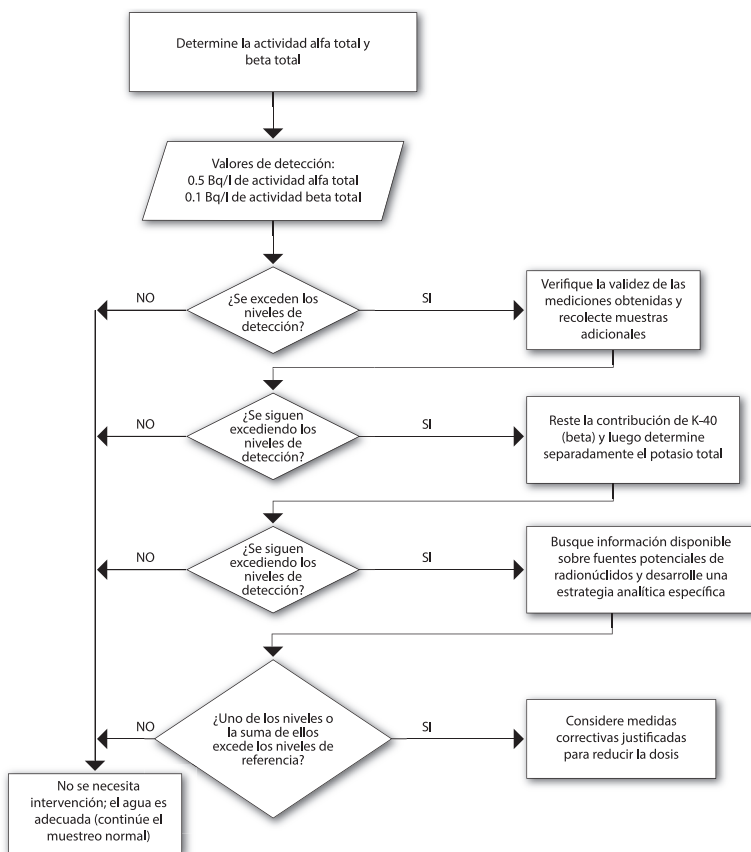 Determine la actividad alfa total y
beta total
Valores de detección:
0.5 Bq/l de actividad alfa total
0.1 Bq/l de actividad beta total
NO
¿Se exceden los
niveles de
detección?
SI
Verifique la validez de las
mediciones obtenidas y
recolecte muestras
adicionales
NO
¿Se siguen
excediendo los
niveles de
detección?
SI
Reste la contribución de K-40
(beta) y luego determine
separadamente el potasio total
NO
¿Se siguen
excediendo los
niveles de
detección?
SI
Busque información disponible
sobre fuentes potenciales de
radionúclidos y desarrolle una
estrategia analítica específica
NO
¿Uno de los niveles o
la suma de ellos
excede los niveles de
referencia?
SI
Considere medidas
correctivas justificadas
para reducir la dosis
No se necesita
intervención; el agua es
adecuada (continúe el
muestreo normal)